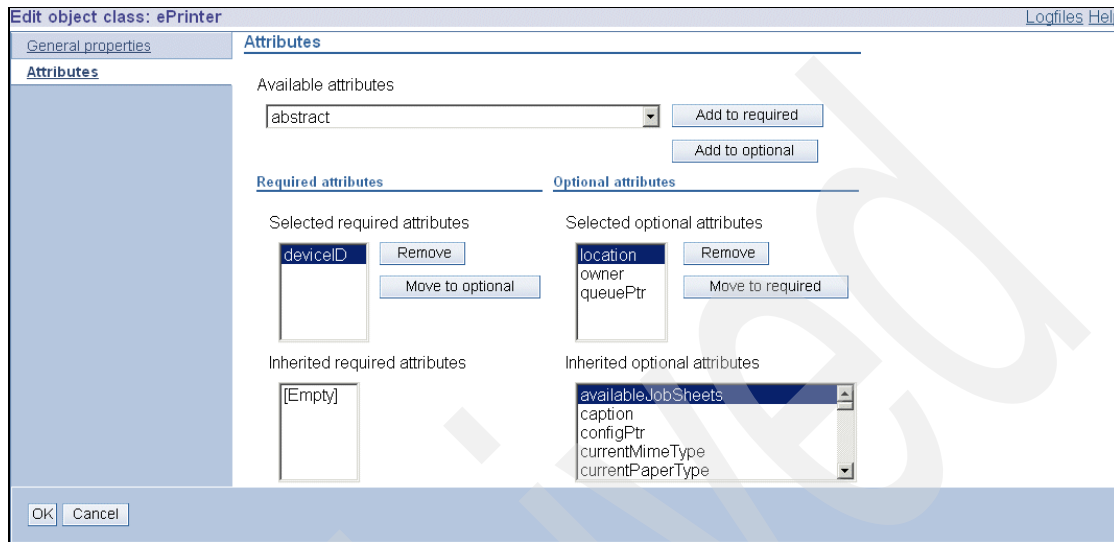 Edit object class: ePrinter
Logfiles Hel
General properties
Attributes
Attributes
Available attributes
abstract
Add to required
Add to optional
Required attributes
Optional attributes
Selected required attributes
deviceID
Remove
Move to optional
Selected optional attributes
location
owner
queuePtr
Remove
Move to required
Inherited required attributes
[Empty]
Inherited optional attributes
availableJobSheets
caption
configPtr
currentMimeType
currentPaperType
OK
Cancel